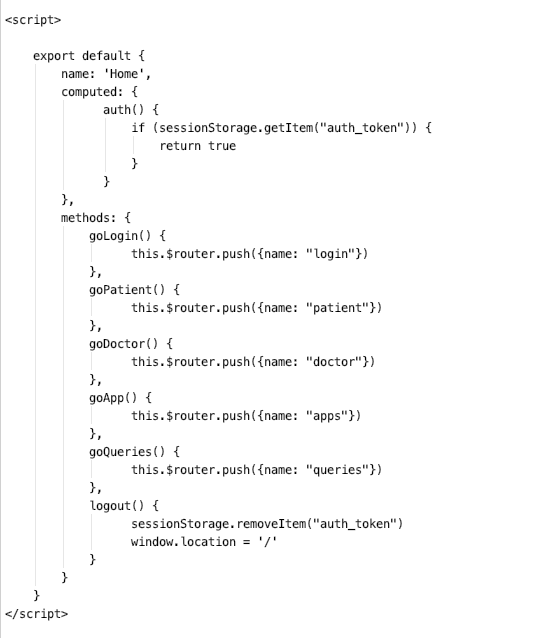 <script>
export default {
name: 'Home',
computed: {
auth() {
if (sessionStorage.getItem("auth_token")) {
return true
}
}
},
methods: {
goLogin() {
this.$router.push({name: "login"})
},
goPatient() {
this.$router.push({name: "patient"})
},
goDoctor() {
this.$router.push({name: "doctor"})
},
goApp() {
this.$router.push({name: "apps"})
},
goQueries() {
this.$router.push({name: "queries"})
},
logout() {
sessionStorage.removeItem("auth_token")
window.location = '/'
}
}
}
</script>